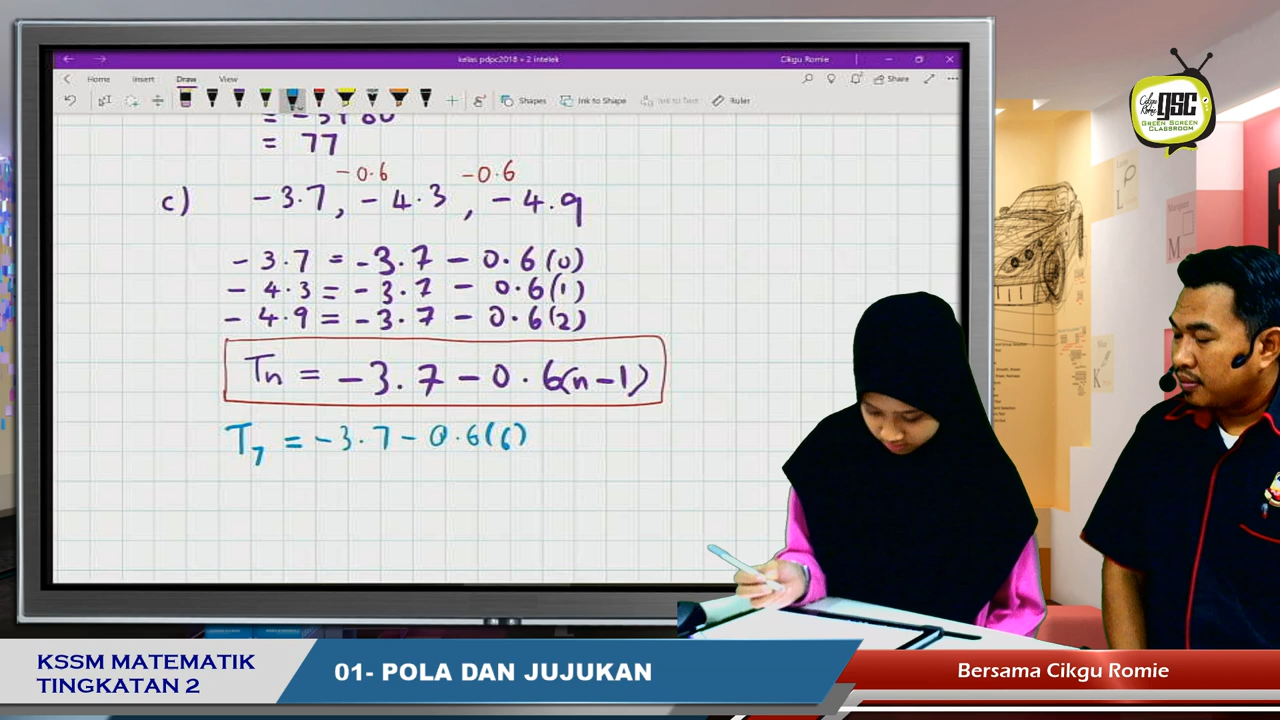 kelas pdpc2018 » 2 intelek
Cikgu Romie
Home Insert Draw View
Share
Shapes Ink to Shape Ink to Text Ruler
= 77
-0.6 -0.6
c) -3.7, -4.3, -4.9
-3.7 = -3.7 - 0.6(0)
-4.3 = -3.7 - 0.6(1)
-4.9 = -3.7 - 0.6(2)
Tn = -3.7 - 0.6(n-1)
T7 = -3.7 - 0.6(6)
Cikgu Romie GSC
GREEN SCREEN
CLASSROOM
KSSM MATEMATIK
TINGKATAN 2
01- POLA DAN JUJUKAN
Bersama Cikgu Romie